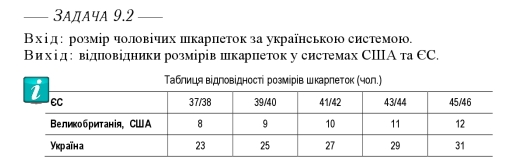 Задача 9.2
Вхід: розмір чоловічих шкарпеток за українською системою.
Вихід: відповідники розмірів шкарпеток у системах США та ЄС.
Таблиця відповідності розмірів шкарпеток (чол.)
i
ЄС 37/38 39/40 41/42 43/44 45/46
Великобританія, США 8 9 10 11 12
Україна 23 25 27 29 31